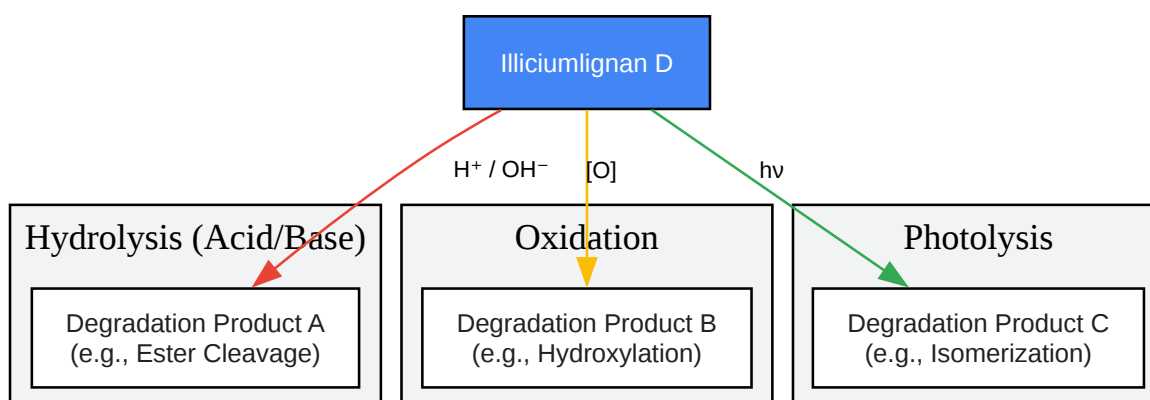 Illiciumlignan D
H⁺ / OH⁻
[O]
hν
Hydrolysis (Acid/Base)
Oxidation
Photolysis
Degradation Product A
(e.g., Ester Cleavage)
Degradation Product B
(e.g., Hydroxylation)
Degradation Product C
(e.g., Isomerization)